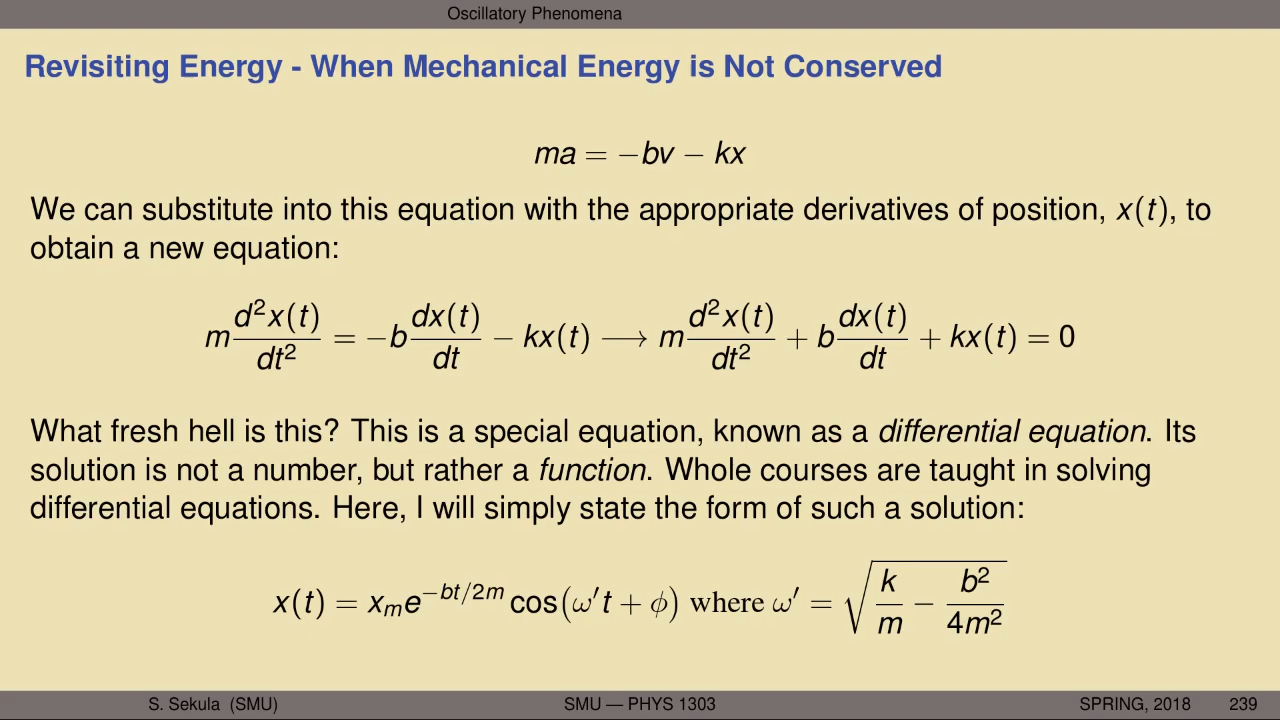 Oscillatory Phenomena
Revisiting Energy - When Mechanical Energy is Not Conserved
ma = −bv − kx
We can substitute into this equation with the appropriate derivatives of position, x(t), to
obtain a new equation:
m d²x(t)/dt² = −b dx(t)/dt − kx(t) ⟶ m d²x(t)/dt² + b dx(t)/dt + kx(t) = 0
What fresh hell is this? This is a special equation, known as a differential equation. Its
solution is not a number, but rather a function. Whole courses are taught in solving
differential equations. Here, I will simply state the form of such a solution:
x(t) = xₘe^(−bt/2m) cos(ω′t + ϕ) where ω′ = √(k/m − b²/4m²)
S. Sekula (SMU) SMU — PHYS 1303 SPRING, 2018 239